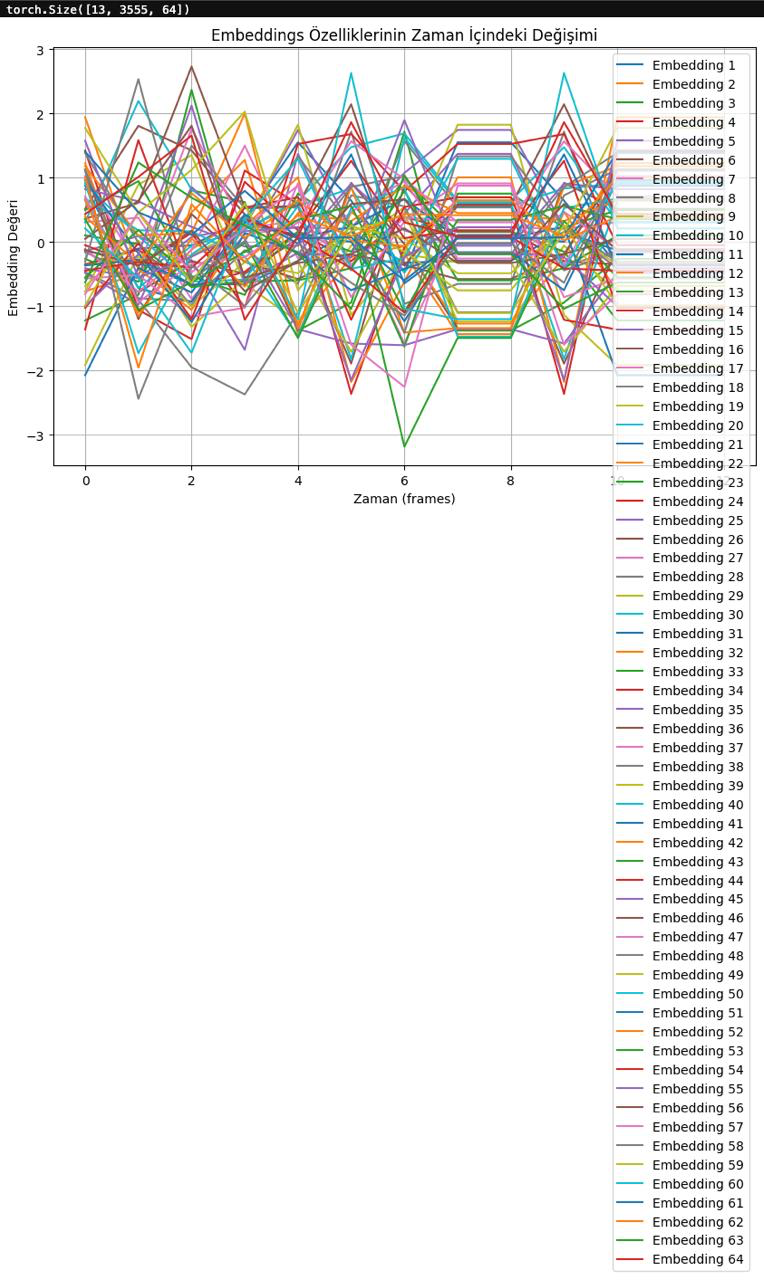 torch.Size([13, 3555, 64])
Embeddings Özelliklerinin Zaman İçindeki Değişimi
3
2
1
0
−1
−2
−3
Embedding Değeri
0
2
4
6
8
10
12
Zaman (frames)
Embedding 1
Embedding 2
Embedding 3
Embedding 4
Embedding 5
Embedding 6
Embedding 7
Embedding 8
Embedding 9
Embedding 10
Embedding 11
Embedding 12
Embedding 13
Embedding 14
Embedding 15
Embedding 16
Embedding 17
Embedding 18
Embedding 19
Embedding 20
Embedding 21
Embedding 22
Embedding 23
Embedding 24
Embedding 25
Embedding 26
Embedding 27
Embedding 28
Embedding 29
Embedding 30
Embedding 31
Embedding 32
Embedding 33
Embedding 34
Embedding 35
Embedding 36
Embedding 37
Embedding 38
Embedding 39
Embedding 40
Embedding 41
Embedding 42
Embedding 43
Embedding 44
Embedding 45
Embedding 46
Embedding 47
Embedding 48
Embedding 49
Embedding 50
Embedding 51
Embedding 52
Embedding 53
Embedding 54
Embedding 55
Embedding 56
Embedding 57
Embedding 58
Embedding 59
Embedding 60
Embedding 61
Embedding 62
Embedding 63
Embedding 64